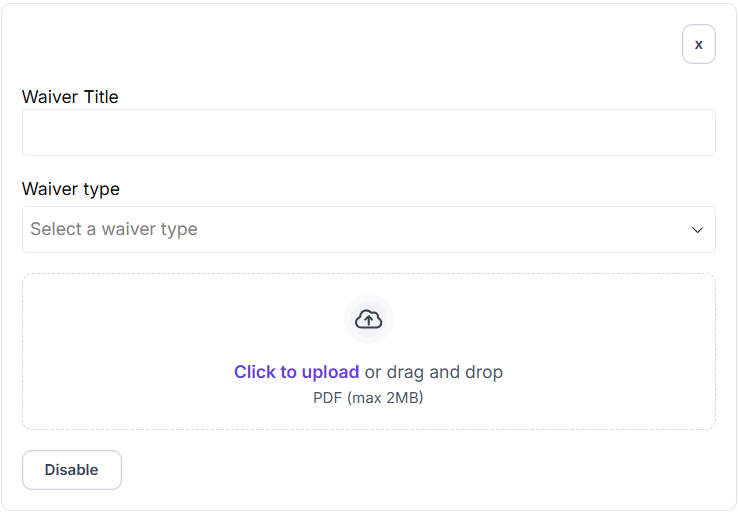 x
Waiver Title
Waiver type
Select a waiver type
Click to upload or drag and drop
PDF (max 2MB)
Disable